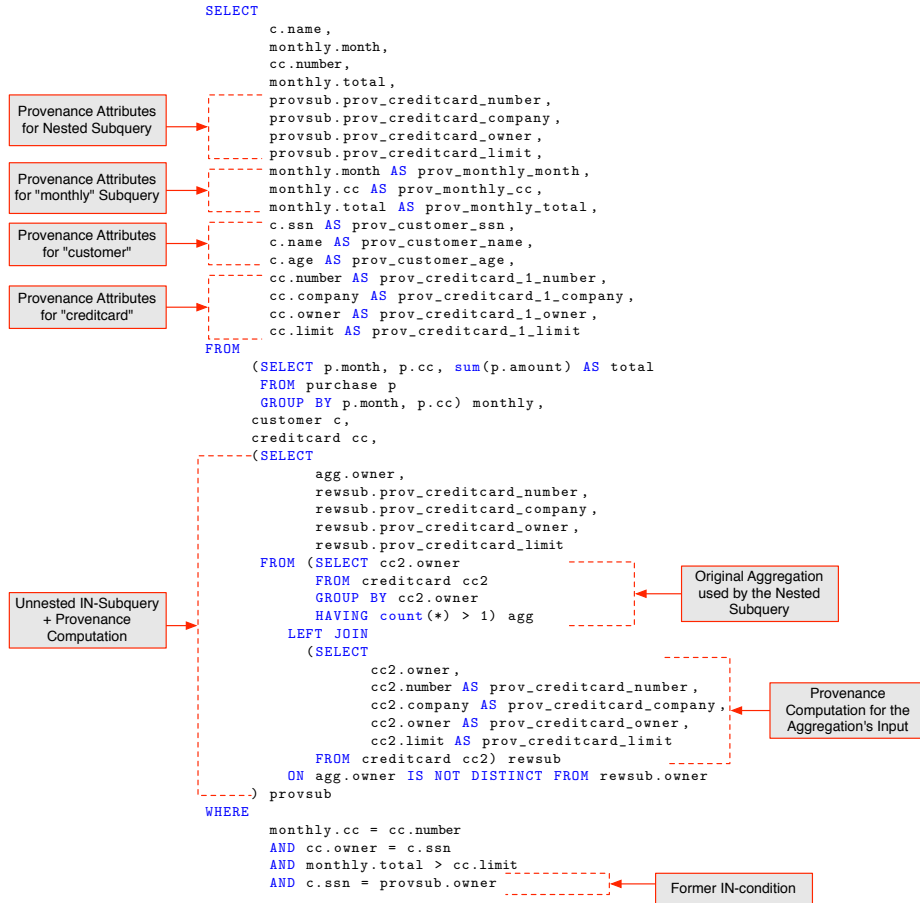 SELECT
c.name,
monthly.month,
cc.number,
monthly.total,
Provenance Attributes
for Nested Subquery
provsub.prov_creditcard_number,
provsub.prov_creditcard_company,
provsub.prov_creditcard_owner,
provsub.prov_creditcard_limit,
Provenance Attributes
for "monthly" Subquery
monthly.month AS prov_monthly_month,
monthly.cc AS prov_monthly_cc,
monthly.total AS prov_monthly_total,
Provenance Attributes
for "customer"
c.ssn AS prov_customer_ssn,
c.name AS prov_customer_name,
c.age AS prov_customer_age,
Provenance Attributes
for "creditcard"
cc.number AS prov_creditcard_1_number,
cc.company AS prov_creditcard_1_company,
cc.owner AS prov_creditcard_1_owner,
cc.limit AS prov_creditcard_1_limit
FROM
(SELECT p.month, p.cc, sum(p.amount) AS total
FROM purchase p
GROUP BY p.month, p.cc) monthly,
customer c,
creditcard cc,
(SELECT
agg.owner,
rewsub.prov_creditcard_number,
rewsub.prov_creditcard_company,
rewsub.prov_creditcard_owner,
rewsub.prov_creditcard_limit
FROM (SELECT cc2.owner
FROM creditcard cc2
GROUP BY cc2.owner
HAVING count(*) > 1) agg
Original Aggregation
used by the Nested
Subquery
Unnested IN-Subquery
+ Provenance
Computation
LEFT JOIN
(SELECT
cc2.owner,
cc2.number AS prov_creditcard_number,
cc2.company AS prov_creditcard_company,
cc2.owner AS prov_creditcard_owner,
cc2.limit AS prov_creditcard_limit
Provenance
Computation for the
Aggregation's Input
FROM creditcard cc2) rewsub
ON agg.owner IS NOT DISTINCT FROM rewsub.owner
) provsub
WHERE
monthly.cc = cc.number
AND cc.owner = c.ssn
AND monthly.total > cc.limit
AND c.ssn = provsub.owner
Former IN-condition